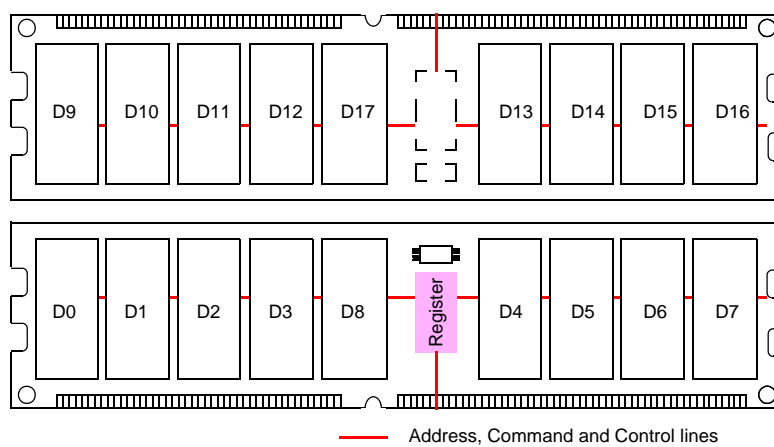 D9 D10 D11 D12 D17 D13 D14 D15 D16
D0 D1 D2 D3 D8 Register D4 D5 D6 D7
Address, Command and Control lines